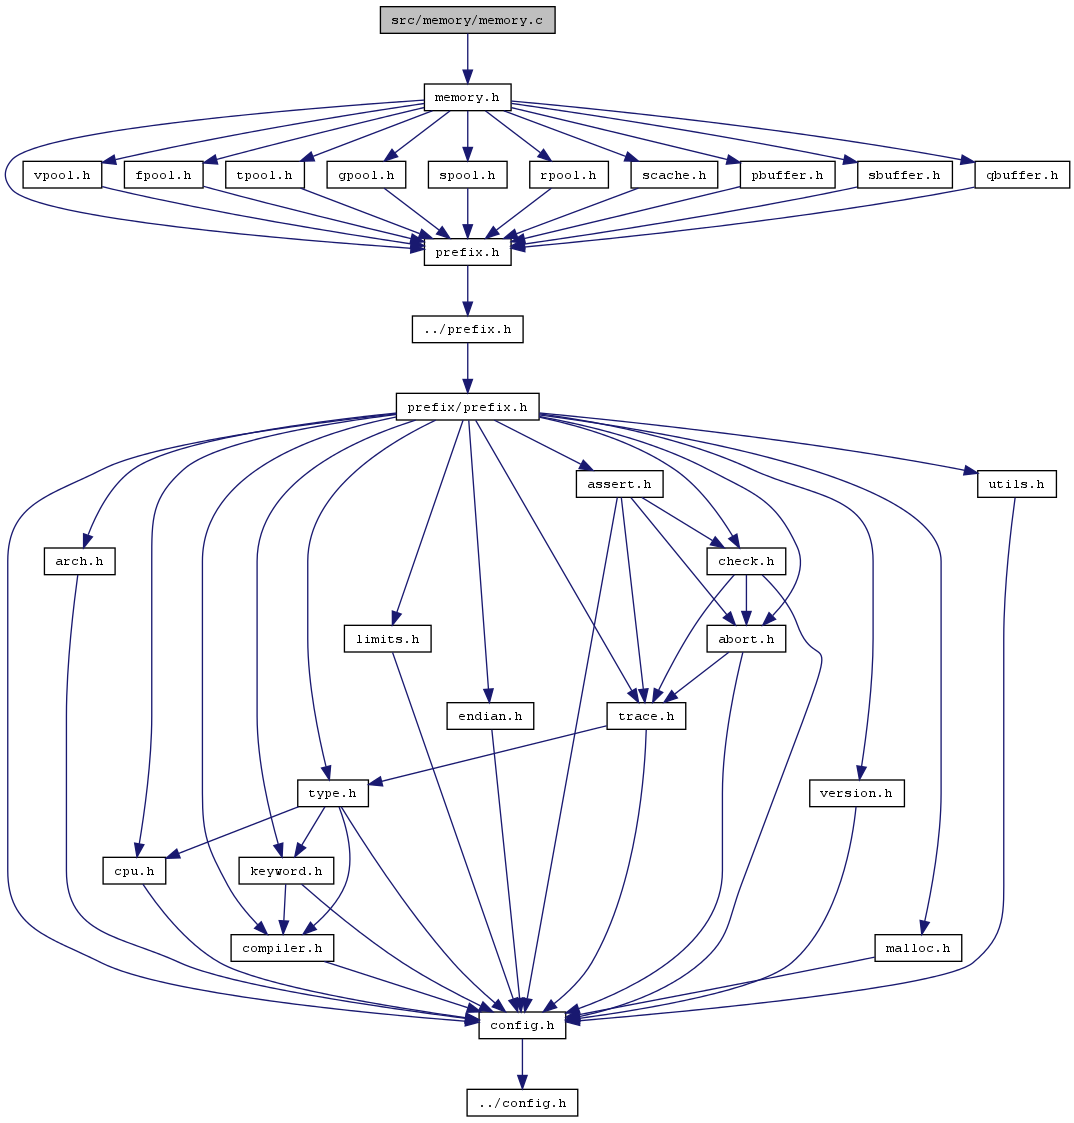 src/memory/memory.c
memory.h
vpool.h
fpool.h
tpool.h
gpool.h
spool.h
rpool.h
scache.h
pbuffer.h
sbuffer.h
qbuffer.h
prefix.h
../prefix.h
prefix/prefix.h
assert.h
utils.h
arch.h
check.h
limits.h
abort.h
endian.h
trace.h
type.h
version.h
cpu.h
keyword.h
compiler.h
malloc.h
config.h
../config.h